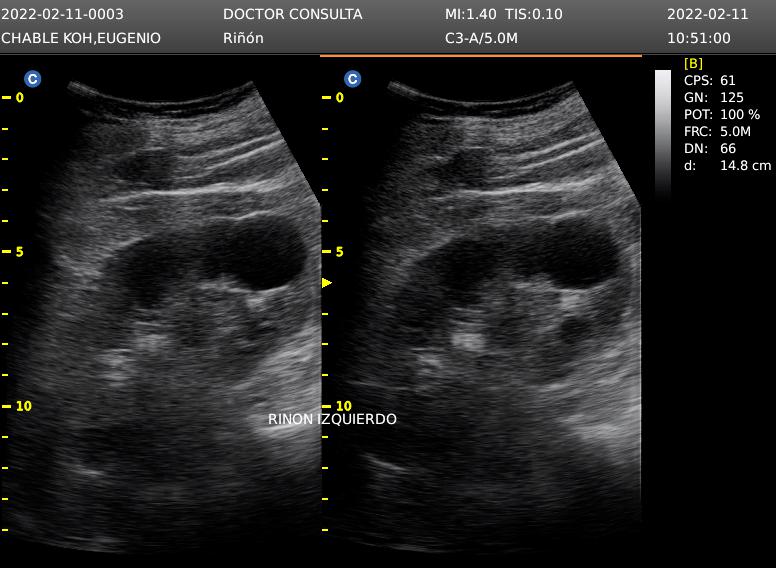 2022-02-11-0003 DOCTOR CONSULTA MI:1.40 TIS:0.10 2022-02-11
CHABLE KOH,EUGENIO Riñón C3-A/5.0M 10:51:00
C C
[B]
0 0
CPS: 61
GN: 125
POT: 100 %
FRC: 5.0M
DN: 66
d: 14.8 cm
5 5
10 10
RINON IZQUIERDO